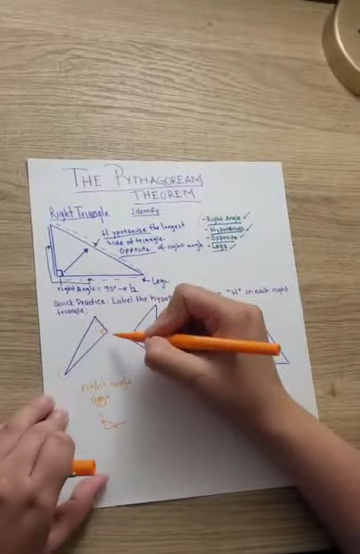 THE PYTHAGOREAM
THEOREM
Right Triangle
Identify:
- Right Angle ✓
- Hypotenuse ✓
- Opposite ✓
- Legs ✓
Hypotenuse the longest
side of triangle
Opposite of right angle
Legs
right Angle = 90°
Quick Practice: Label the
"H" on each right
triangle.
right angle
90°